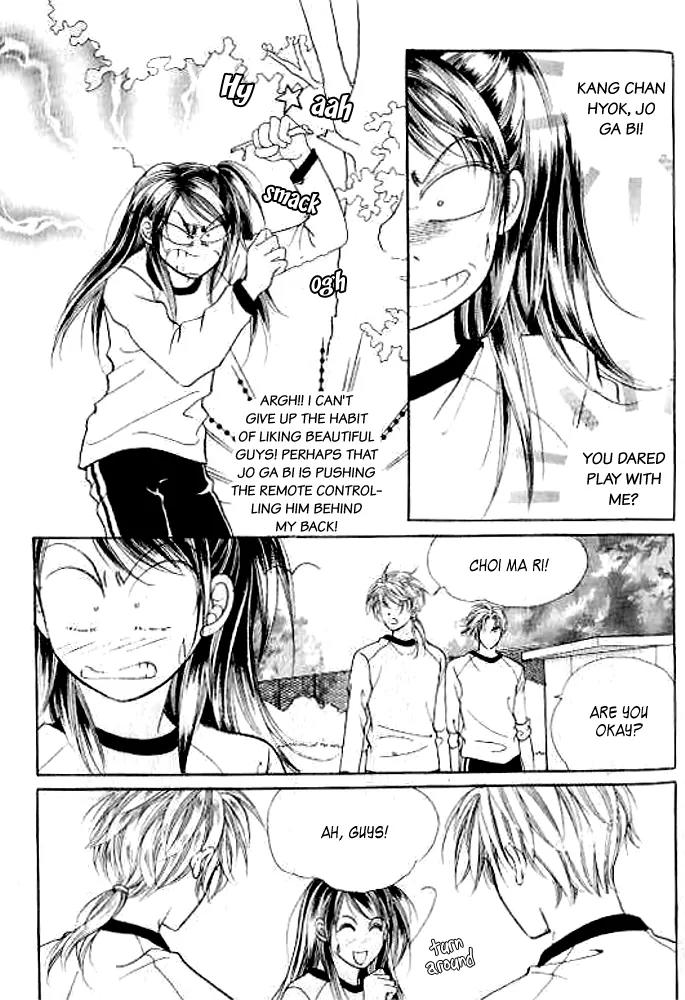 Hy
aah
smack
ogh
ARGH!! I CAN'T
GIVE UP THE HABIT
OF LIKING BEAUTIFUL
GUYS! PERHAPS THAT
JO GA BI IS PUSHING
THE REMOTE CONTROL-
LING HIM BEHIND
MY BACK!
KANG CHAN
HYOK, JO
GA BI!
YOU DARED
PLAY WITH
ME?
CHOI MA RI!
ARE YOU
OKAY?
AH, GUYS!
turn
around